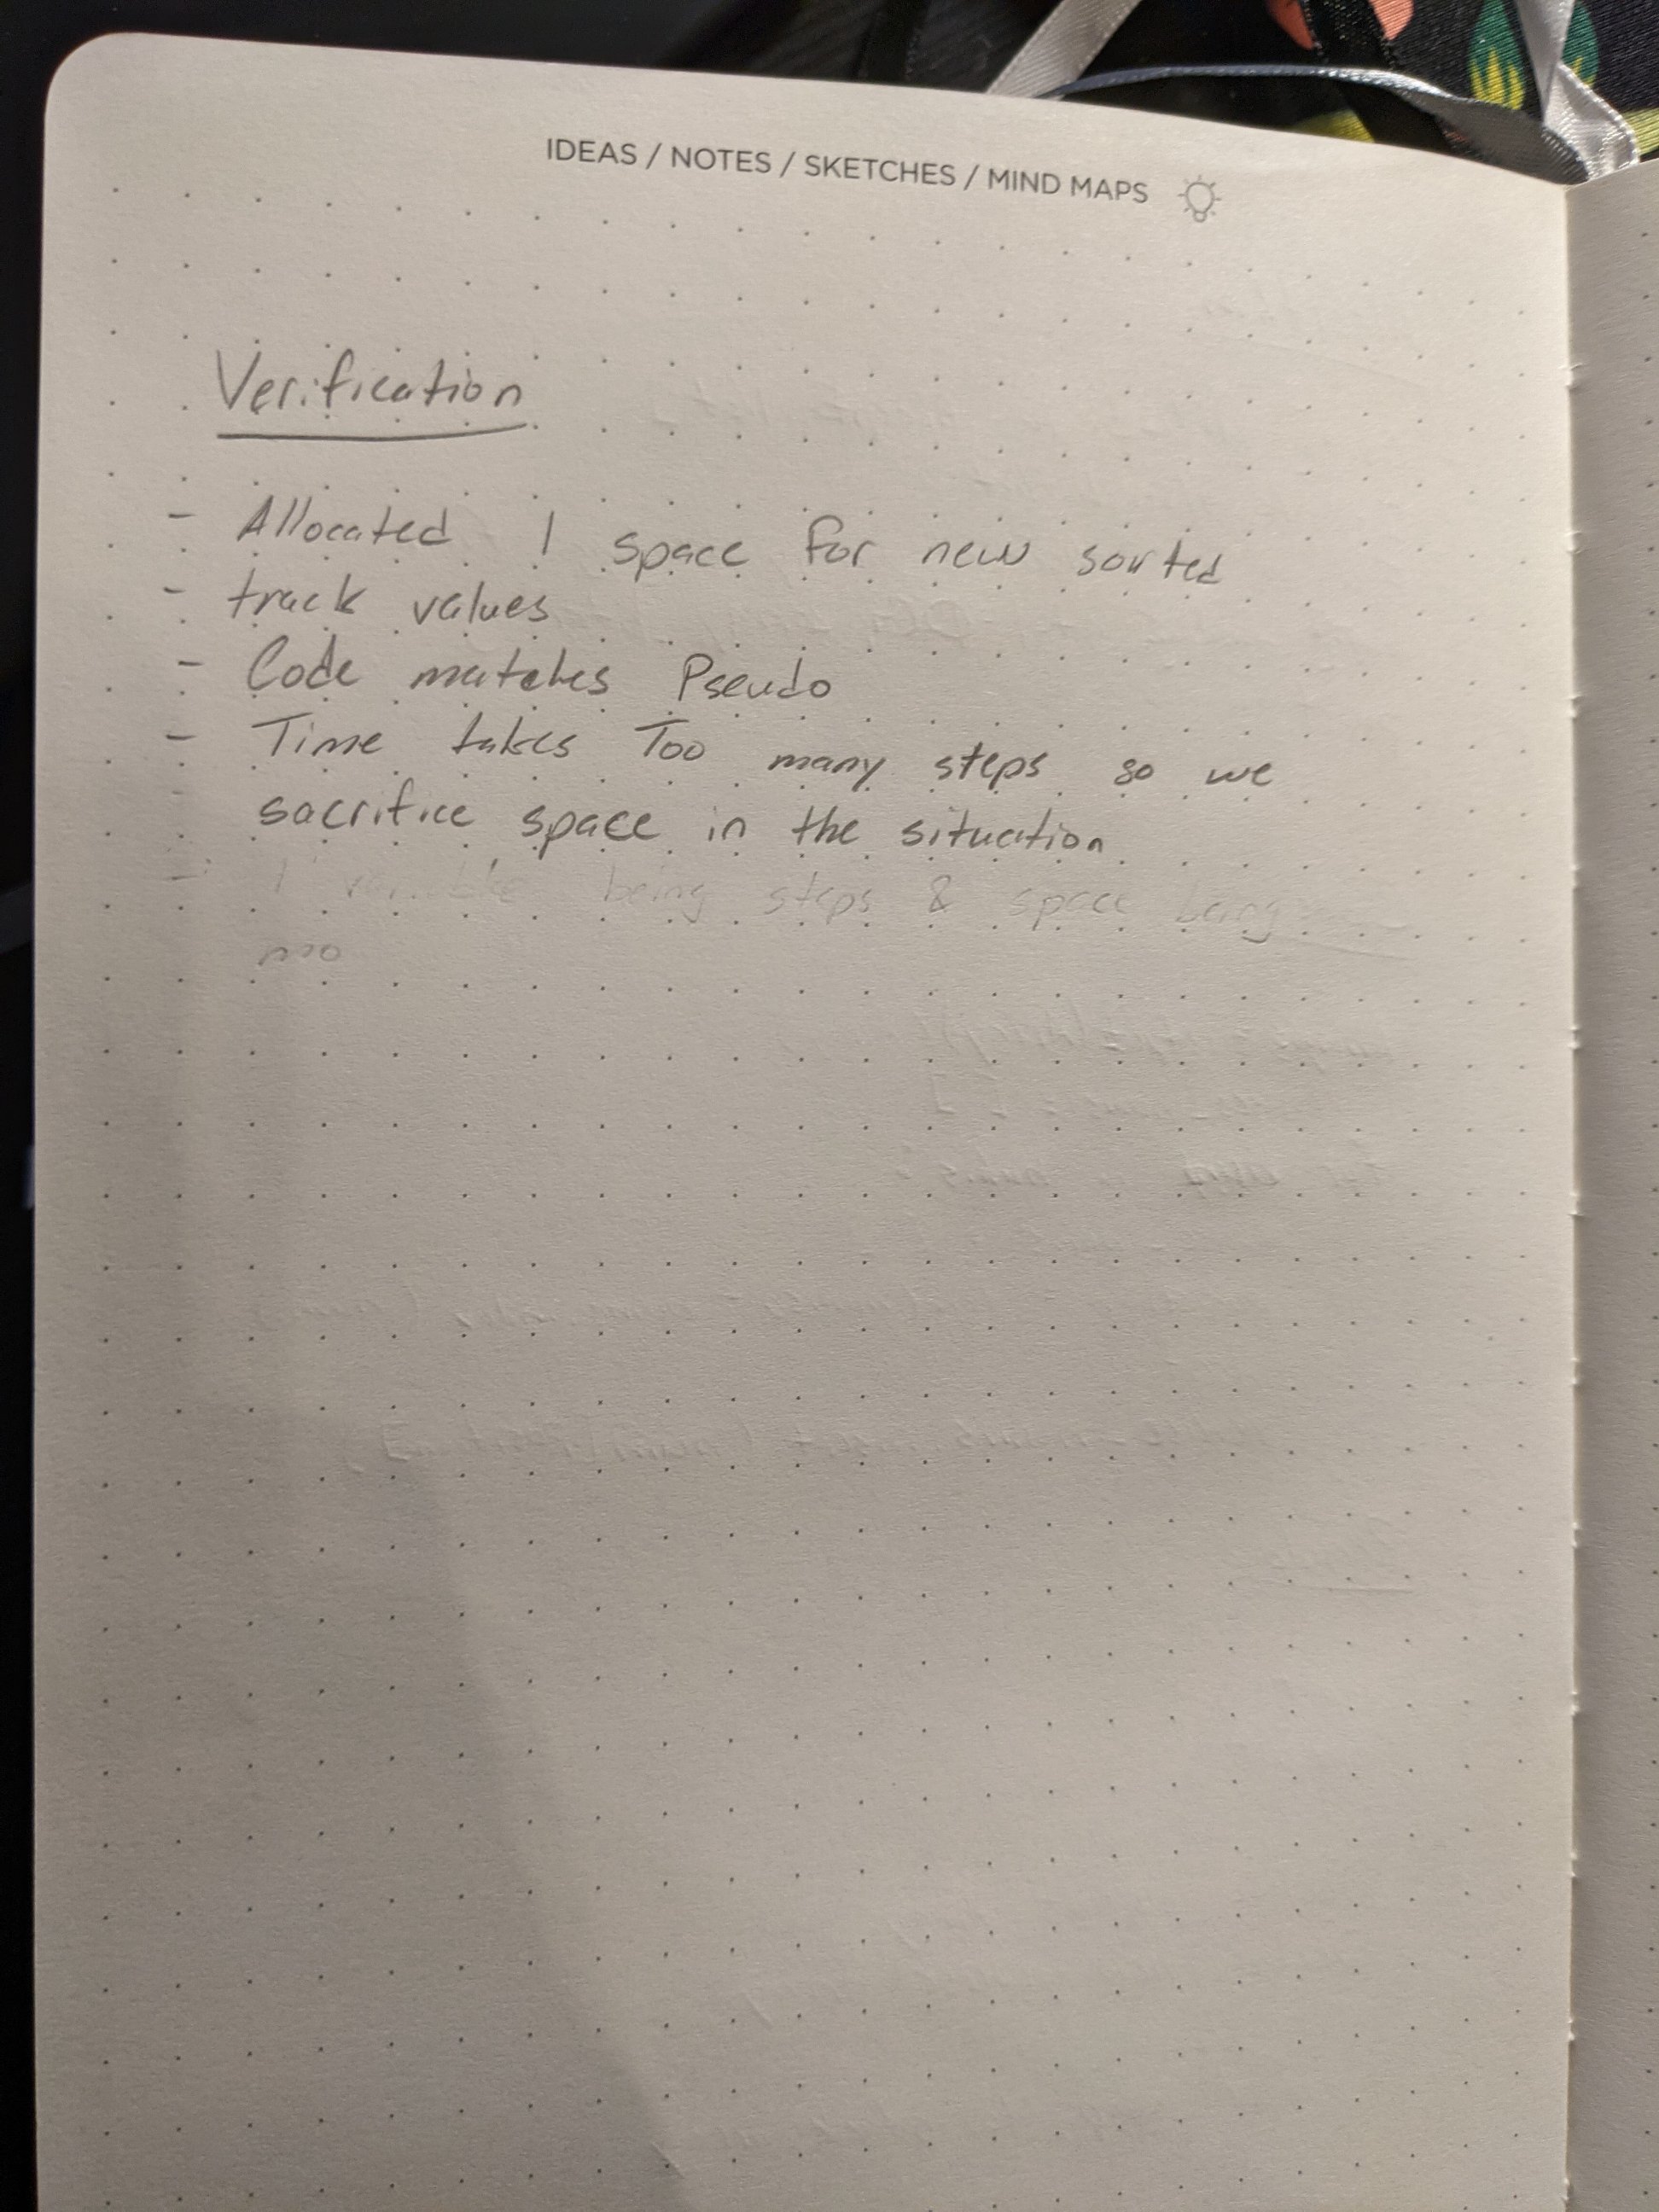 IDEAS / NOTES / SKETCHES / MIND MAPS
Verification
- Allocated 1 space for new sorted
- track values
- Code matches Pseudo
- Time takes Too many steps so we
sacrifice space in the situation
- 1 variable being steps & space being